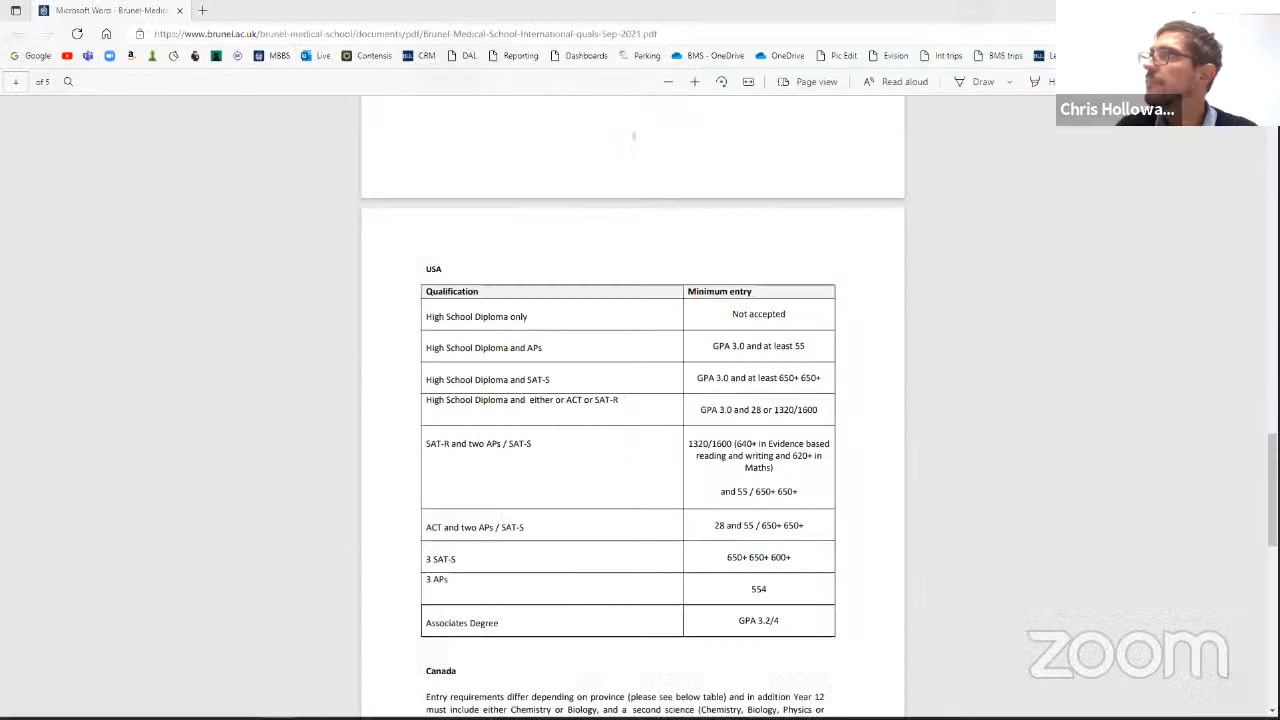 Microsoft Word - Brunel-Medic
https://www.brunel.ac.uk/brunel-medical-school/documents/pdf/Brunel-Medical-School-International-quals-Sep-2021.pdf
Google MBBS Live Contensis CRM DAL Reporting Dashboards Parking BMS - OneDrive OneDrive Pic Edit Evision Int trips BMS trips
of 5 Page view Read aloud Draw
Chris Hollowa...
USA
Qualification Minimum entry
High School Diploma only Not accepted
High School Diploma and APs GPA 3.0 and at least 55
High School Diploma and SAT-S GPA 3.0 and at least 650+ 650+
High School Diploma and either or ACT or SAT-R GPA 3.0 and 28 or 1320/1600
SAT-R and two APs / SAT-S 1320/1600 (640+ in Evidence based
reading and writing and 620+ in
Maths)
and 55 / 650+ 650+
ACT and two APs / SAT-S 28 and 55 / 650+ 650+
3 SAT-S 650+ 650+ 600+
3 APs 554
Associates Degree GPA 3.2/4
zoom
Canada
Entry requirements differ depending on province (please see below table) and in addition Year 12
must include either Chemistry or Biology, and a second science (Chemistry, Biology, Physics or